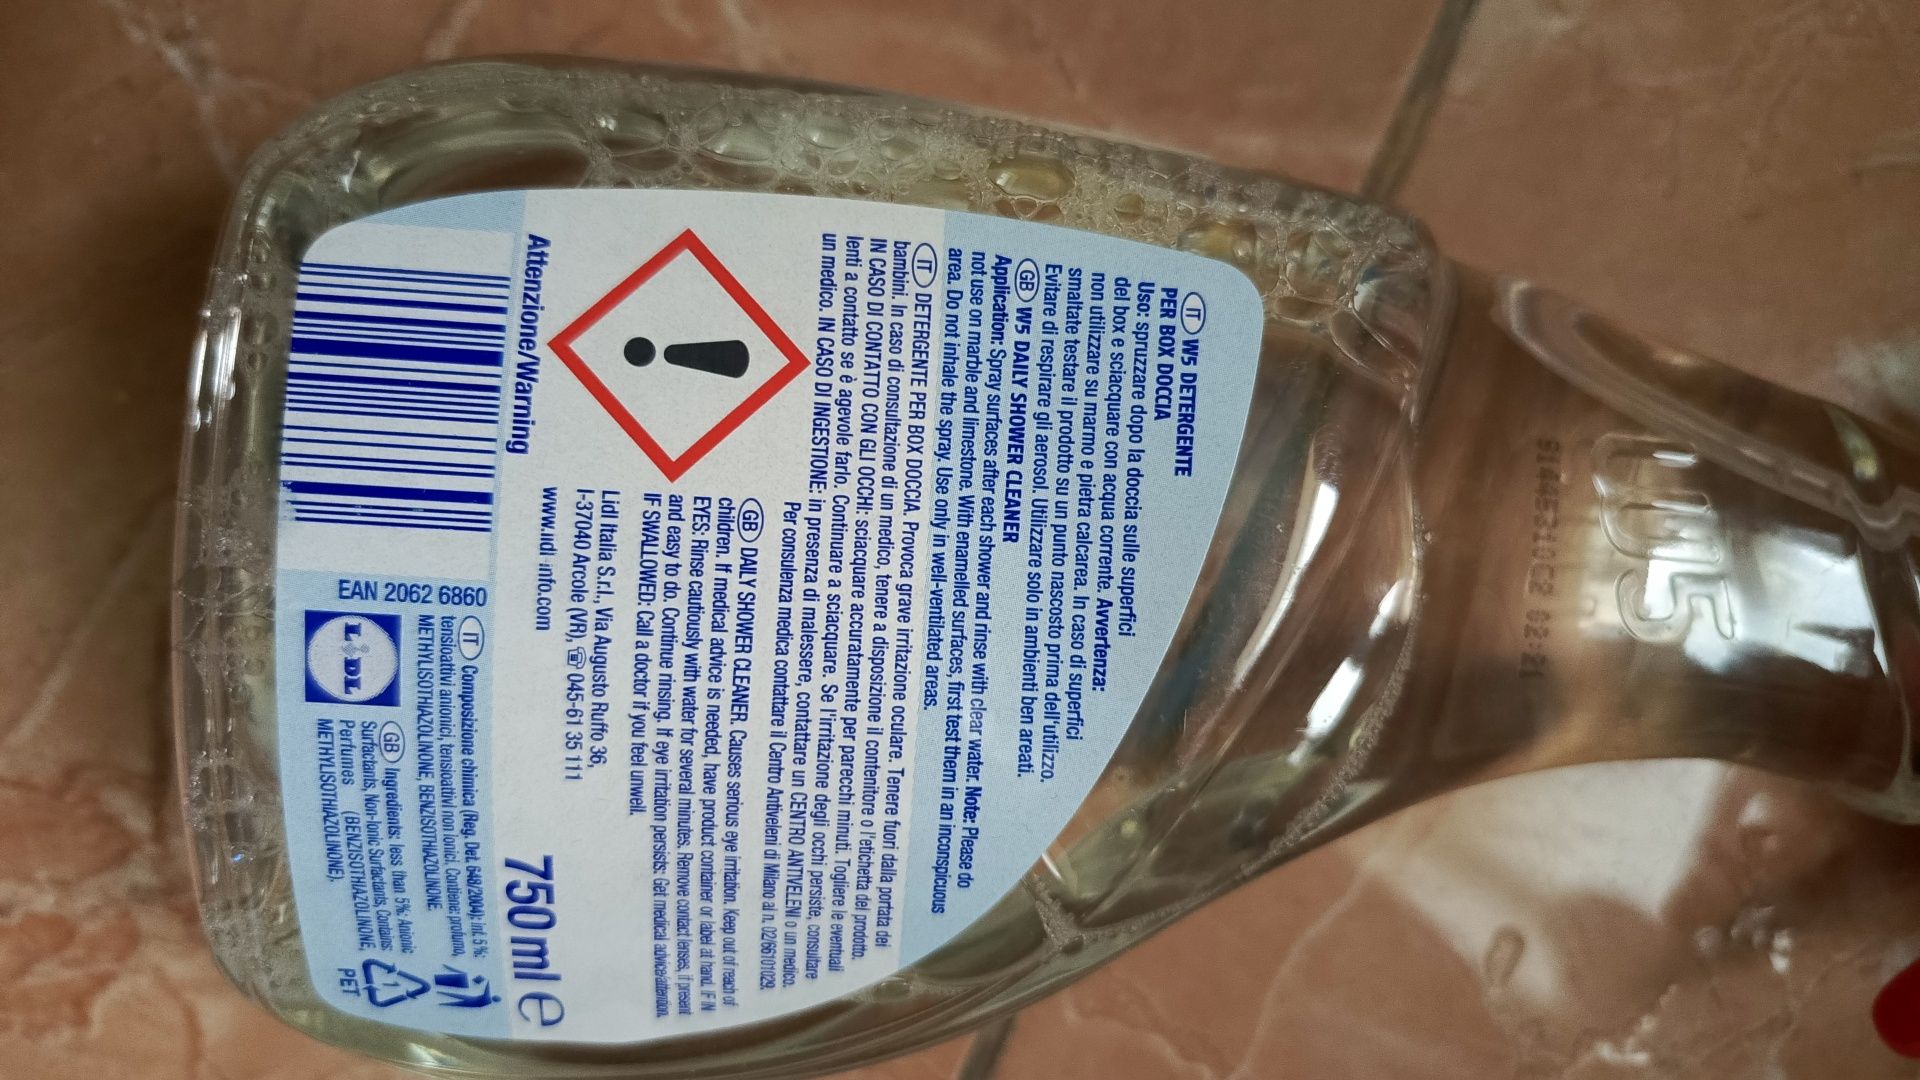 IT W5 DETERGENTE
PER BOX DOCCIA
Uso: spruzzare dopo la doccia sulle superfici
del box e sciacquare con acqua corrente. Avvertenza:
non utilizzare su marmo e pietra calcarea. In caso di superfici
smaltate testare il prodotto su un punto nascosto prima dell'utilizzo.
Evitare di respirare gli aerosol. Utilizzare solo in ambienti ben areati.
GB W5 DAILY SHOWER CLEANER
Application: Spray surfaces after each shower and rinse with clear water. Note: Please do
not use on marble and limestone. With enamelled surfaces, first test them in an inconspicuous
area. Do not inhale the spray. Use only in well-ventilated areas.
IT DETERGENTE PER BOX DOCCIA. Provoca grave irritazione oculare. Tenere fuori dalla portata dei
bambini. In caso di consultazione di un medico, tenere a disposizione il contenitore o l'etichetta del prodotto.
IN CASO DI CONTATTO CON GLI OCCHI: sciacquare accuratamente per parecchi minuti. Togliere le eventuali
lenti a contatto se è agevole farlo. Continuare a sciacquare. Se l'irritazione degli occhi persiste, consultare
un medico. IN CASO DI INGESTIONE: in presenza di malessere, contattare un CENTRO ANTIVELENI o un medico.
Per consulenza medica contattare il Centro Antiveleni di Milano al n. 02/66101029.
GB DAILY SHOWER CLEANER. Causes serious eye irritation. Keep out of reach of
children. If medical advice is needed, have product container or label at hand. IF IN
EYES: Rinse cautiously with water for several minutes. Remove contact lenses, if present
and easy to do. Continue rinsing. If eye irritation persists: Get medical advice/attention.
IF SWALLOWED: Call a doctor if you feel unwell.
Attenzione/Warning
Lidl Italia S.r.l., Via Augusto Ruffo 36,
I-37040 Arcole (VR), 045-61 35 111
www.lidl-info.com
750 ml e
EAN 2062 6860
LIDL
IT Composizione chimica (Reg. Det. 648/2004): inf. 5 %:
tensioattivi anionici, tensioattivi non ionici. Contiene: profumo,
METHYLISOTHIAZOLINONE, BENZISOTHIAZOLINONE.
GB Ingredients: less than 5%: Anionic
Surfactants, Non-Ionic Surfactants, Contains:
Perfumes (BENZISOTHIAZOLINONE,
METHYLISOTHIAZOLINONE).
1
PET
W5
02:21